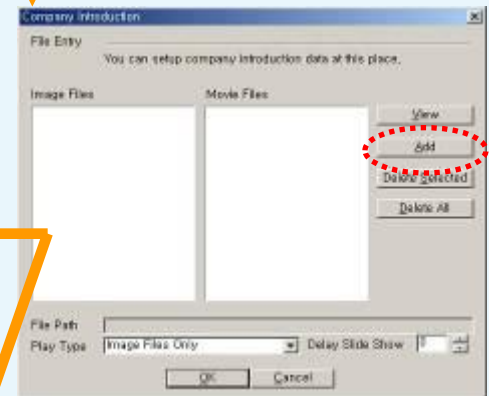 Company Introduction
File Entry
You can setup company introduction data at this place.
Image Files
Movie Files
View
Add
Delete Selected
Delete All
File Path
Play Type
Image Files Only
Delay Slide Show
OK
Cancel